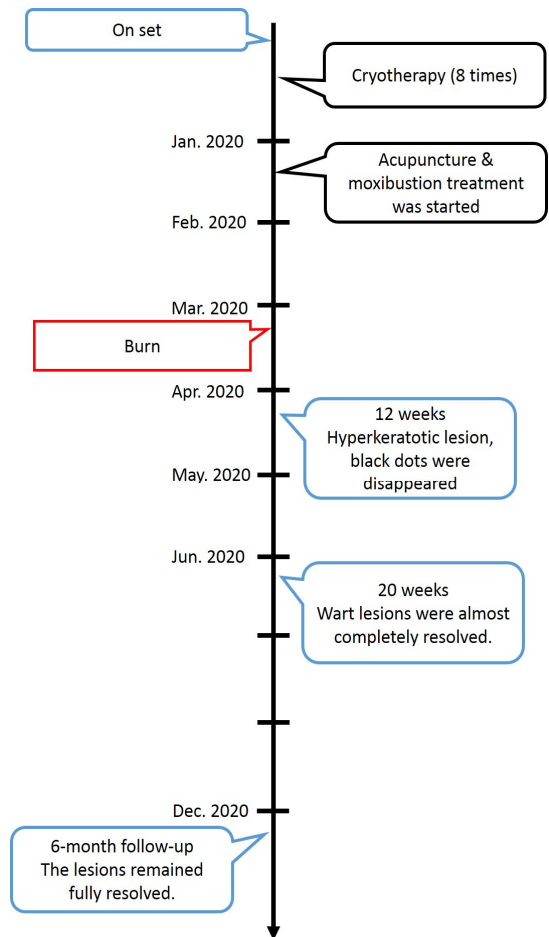 On set
Cryotherapy (8 times)
Jan. 2020
Acupuncture &
moxibustion treatment
was started
Feb. 2020
Mar. 2020
Burn
Apr. 2020
12 weeks
Hyperkeratotic lesion,
black dots were
disappeared
May. 2020
Jun. 2020
20 weeks
Wart lesions were almost
completely resolved.
Dec. 2020
6-month follow-up
The lesions remained
fully resolved.